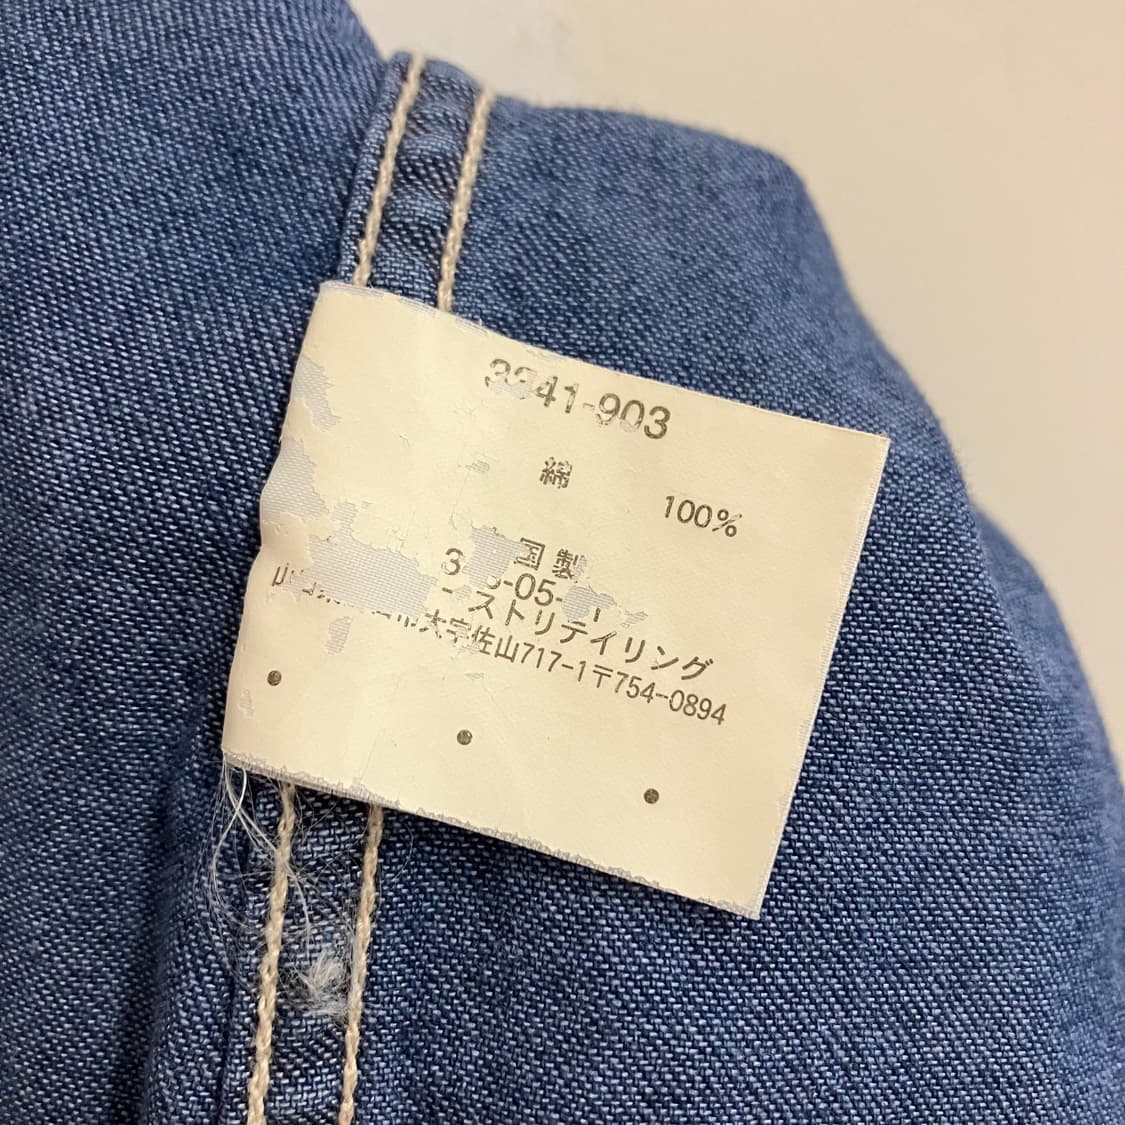 41-903
綿
100%
国製
-05-
ストリテイリング
大字佐山717-1〒754-0894